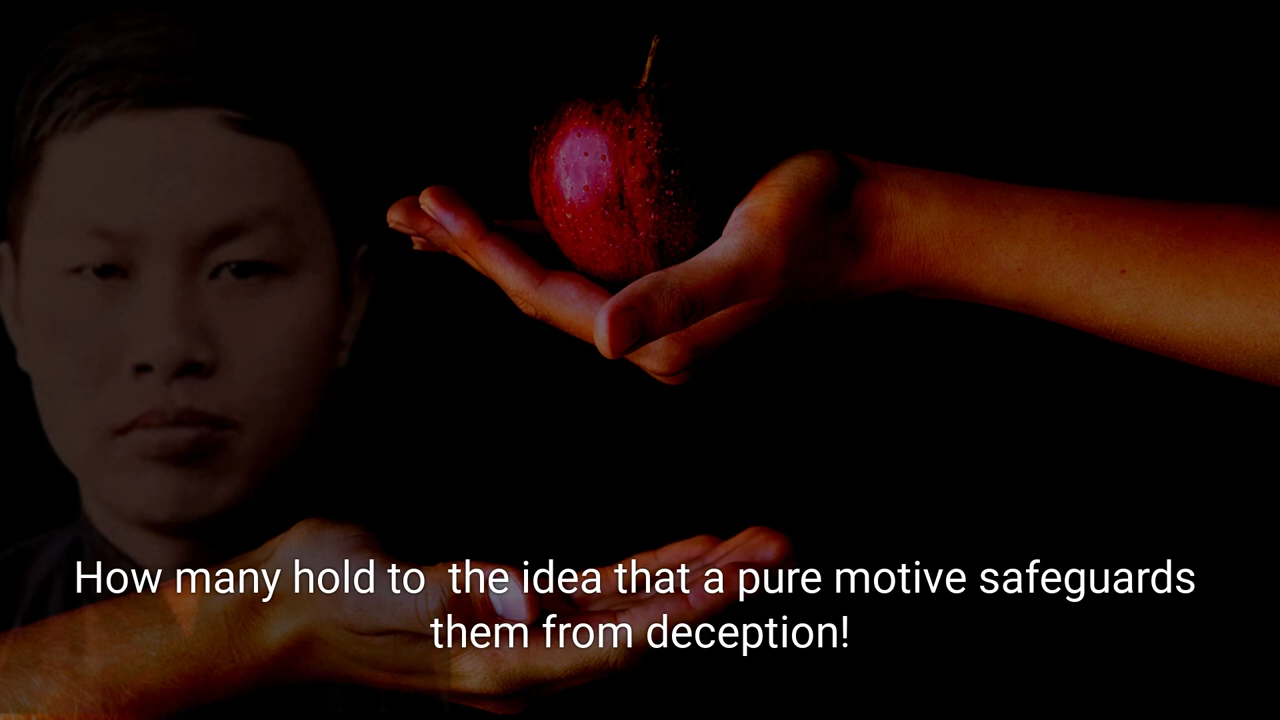 How many hold to  the idea that a pure motive safeguards
them from deception!